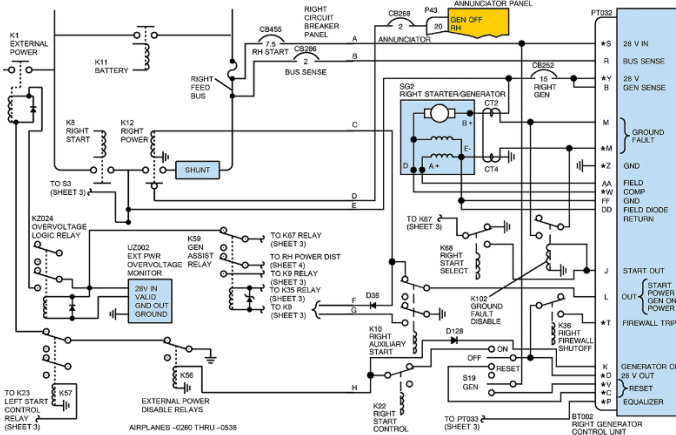 ANNUNCIATOR PANEL
K1
EXTERNAL
POWER
K11
BATTERY
CB455
7.5
RH START
RIGHT
CIRCUIT
BREAKER
PANEL
CB266
2
BUS SENSE
RIGHT
FEED
BUS
A
ANNUNCIATOR
B
CB268
2
P43
20
GEN OFF
RH
CB252
15
RIGHT
GEN
SG2
RIGHT STARTER/GENERATOR
CT2
B +
E-
D
A +
CT4
K8
RIGHT
START
K12
RIGHT
POWER
SHUNT
C
D
E
TO S3
(SHEET 3)
KZ024
OVERVOLTAGE
LOGIC RELAY
UZ002
EXT PWR
OVERVOLTAGE
MONITOR
28V IN
VALID
GND OUT
GROUND
K59
GEN
ASSIST
RELAY
TO K67 RELAY
(SHEET 3)
TO RH POWER DIST
(SHEET 4)
TO K9 RELAY
(SHEET 3)
TO K35 RELAY
(SHEET 3)
TO K9
(SHEET 3)
F
G
D36
K10
RIGHT
AUXILIARY
START
TO K67
(SHEET 3)
K68
RIGHT
START
SELECT
K102
GROUND
FAULT
DISABLE
K36
RIGHT
FIREWALL
SHUTOFF
D128
ON
OFF
RESET
S19
GEN
K22
RIGHT
START
CONTROL
H
TO K23
LEFT START
CONTROL
RELAY
(SHEET 3)
K57
K56
EXTERNAL POWER
DISABLE RELAYS
AIRPLANES -0260 THRU -0538
TO PT033
(SHEET 3)
PT032
★S 28 V IN
R BUS SENSE
★Y 28 V
B GEN SENSE
M
GROUND
FAULT
★M
★Z GND
AA FIELD
★W COMP
FF GND
DD FIELD DIODE
RETURN
J START OUT
L OUT
START
POWER
GEN ON
POWER
★T FIREWALL TRIP
K GENERATOR
★D 28 V OUT
★V
RESET
★C
★P EQUALIZER
BT002
RIGHT GENERATOR
CONTROL UNIT